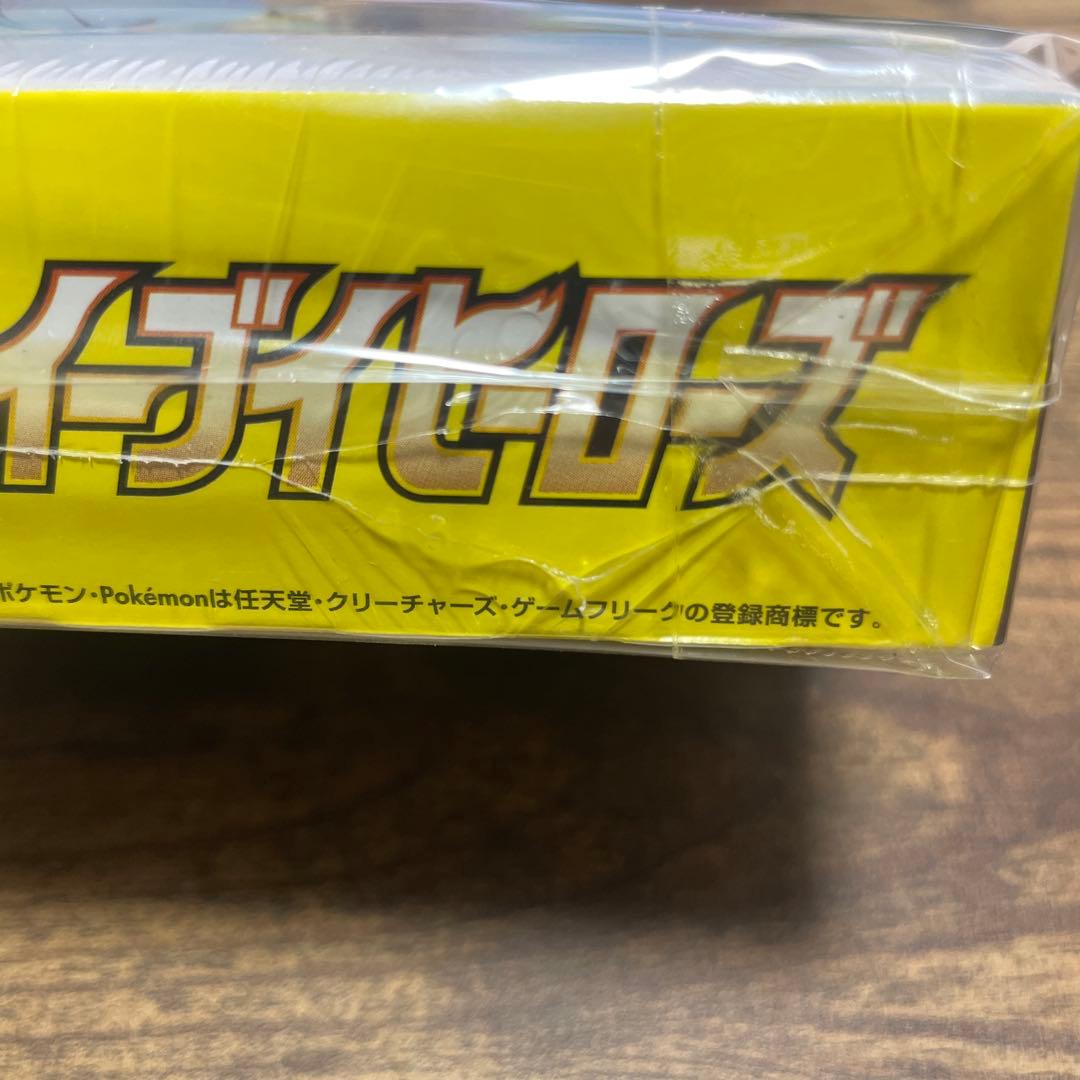 イーブイヒーローズ
ポケモン・Pokémonは任天堂・クリーチャーズ・ゲームフリークの登録商標です。